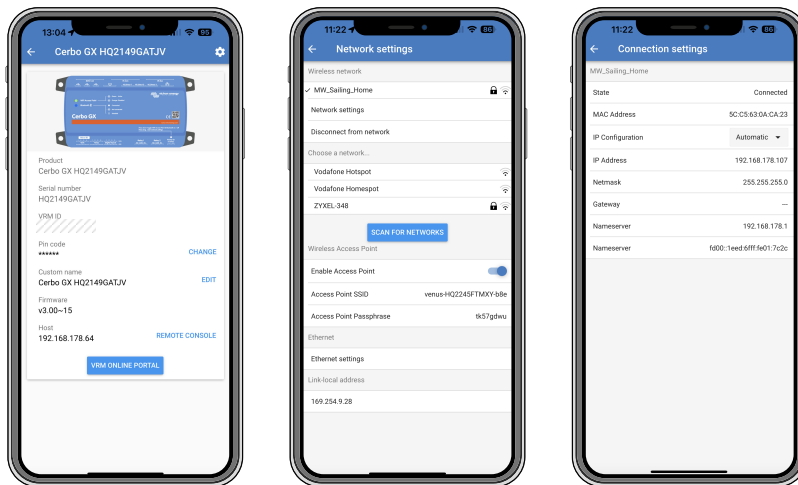 13:04
95
Cerbo GX HQ2149GATJV
Cerbo GX
Product
Cerbo GX HQ2149GATJV
Serial number
HQ2149GATJV
VRM ID
Pin code
******
CHANGE
Custom name
Cerbo GX HQ2149GATJV
EDIT
Firmware
v3.00~15
Host
192.168.178.64
REMOTE CONSOLE
VRM ONLINE PORTAL
11:22
86
Network settings
Wireless network
MW_Sailing_Home
Network settings
Disconnect from network
Choose a network...
Vodafone Hotspot
Vodafone Homespot
ZYXEL-348
SCAN FOR NETWORKS
Wireless Access Point
Enable Access Point
Access Point SSID
venus-HQ2245FTMXY-b8e
Access Point Passphrase
tk57gdwu
Ethernet
Ethernet settings
Link-local address
169.254.9.28
11:22
86
Connection settings
MW_Sailing_Home
State
Connected
MAC Address
5C:C5:63:0A:CA:23
IP Configuration
Automatic
IP Address
192.168.178.107
Netmask
255.255.255.0
Gateway
—
Nameserver
192.168.178.1
Nameserver
fd00::1eed:6fff:fe01:7c2c